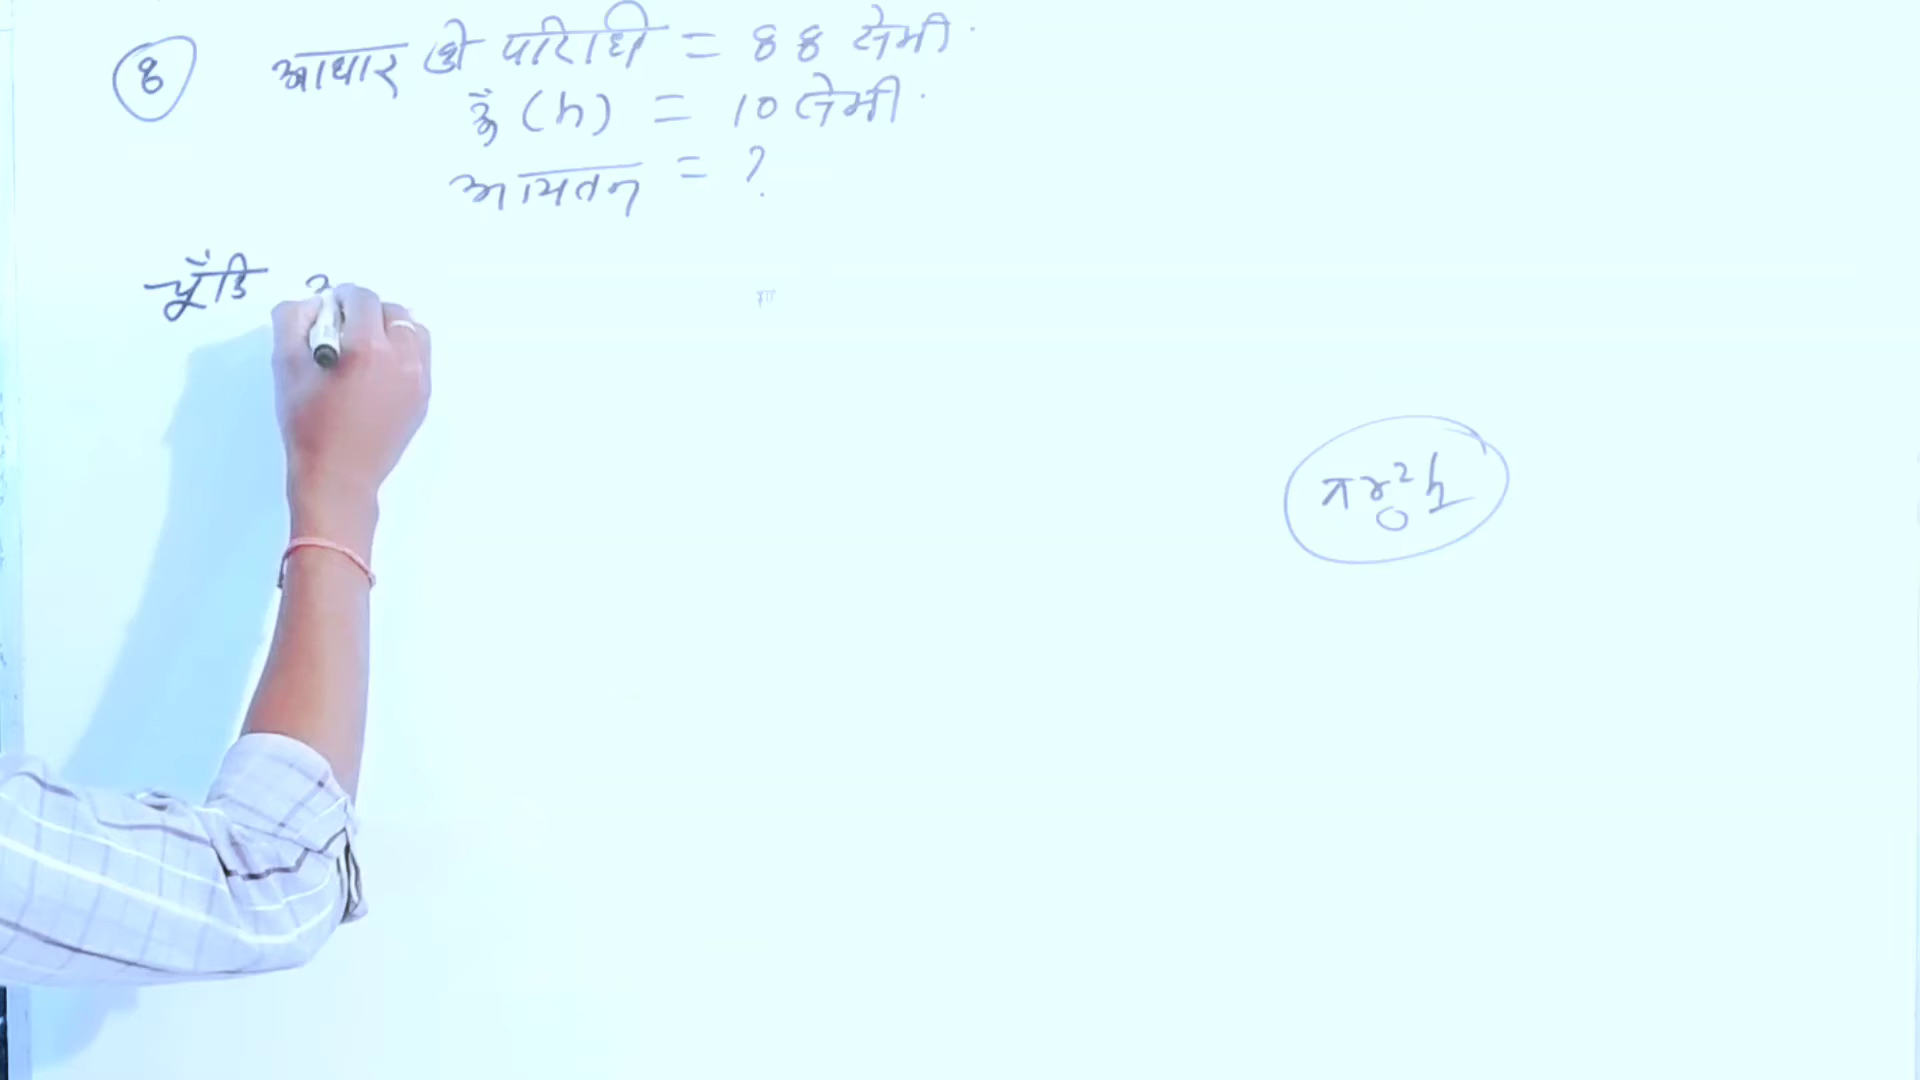 8 आधार की परिधि = 88 सेमी.
ऊँ (h) = 10 सेमी.
आयतन = ?
चूँकि
πr²h